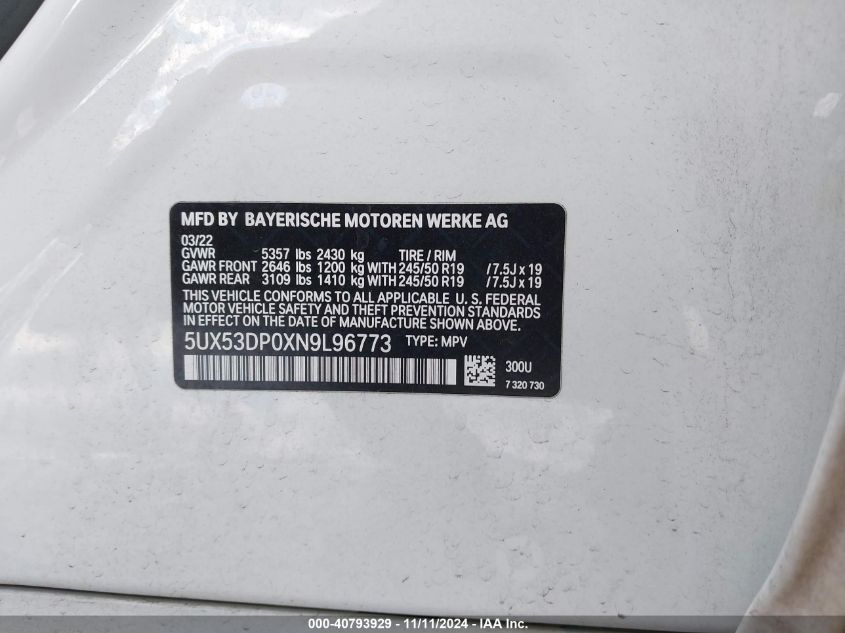 MFD BY BAYERISCHE MOTOREN WERKE AG
03/22
GVWR 5357 lbs 2430 kg TIRE / RIM
GAWR FRONT 2646 lbs 1200 kg WITH 245/50 R19 / 7.5J x 19
GAWR REAR 3109 lbs 1410 kg WITH 245/50 R19 / 7.5J x 19
THIS VEHICLE CONFORMS TO ALL APPLICABLE U. S. FEDERAL
MOTOR VEHICLE SAFETY AND THEFT PREVENTION STANDARDS
IN EFFECT ON THE DATE OF MANUFACTURE SHOWN ABOVE.
5UX53DP0XN9L96773 TYPE: MPV
300U
7 320 730
000-40793929 - 11/11/2024 - IAA Inc.